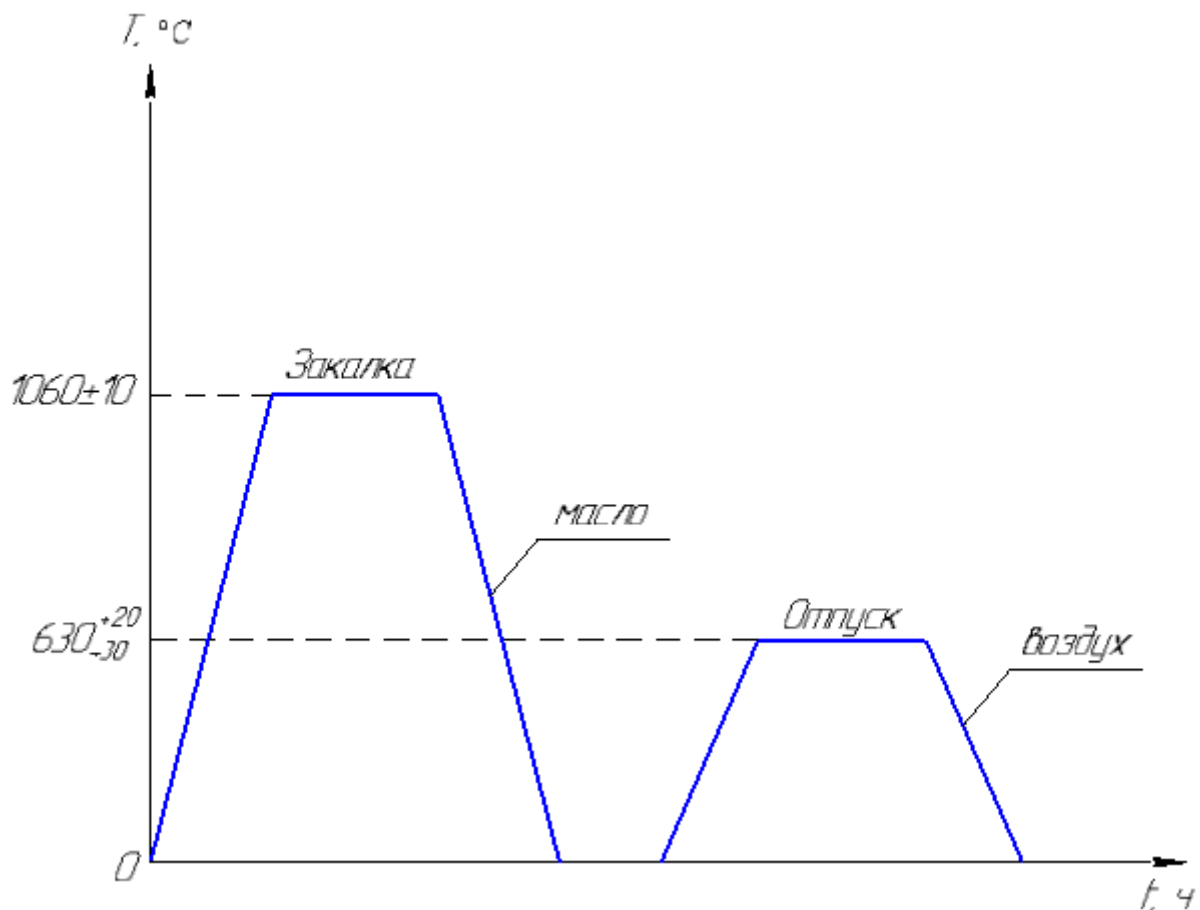 T, °C
Закалка
1060±10
масло
630 +20 -30
Отпуск
воздух
0
t, ч